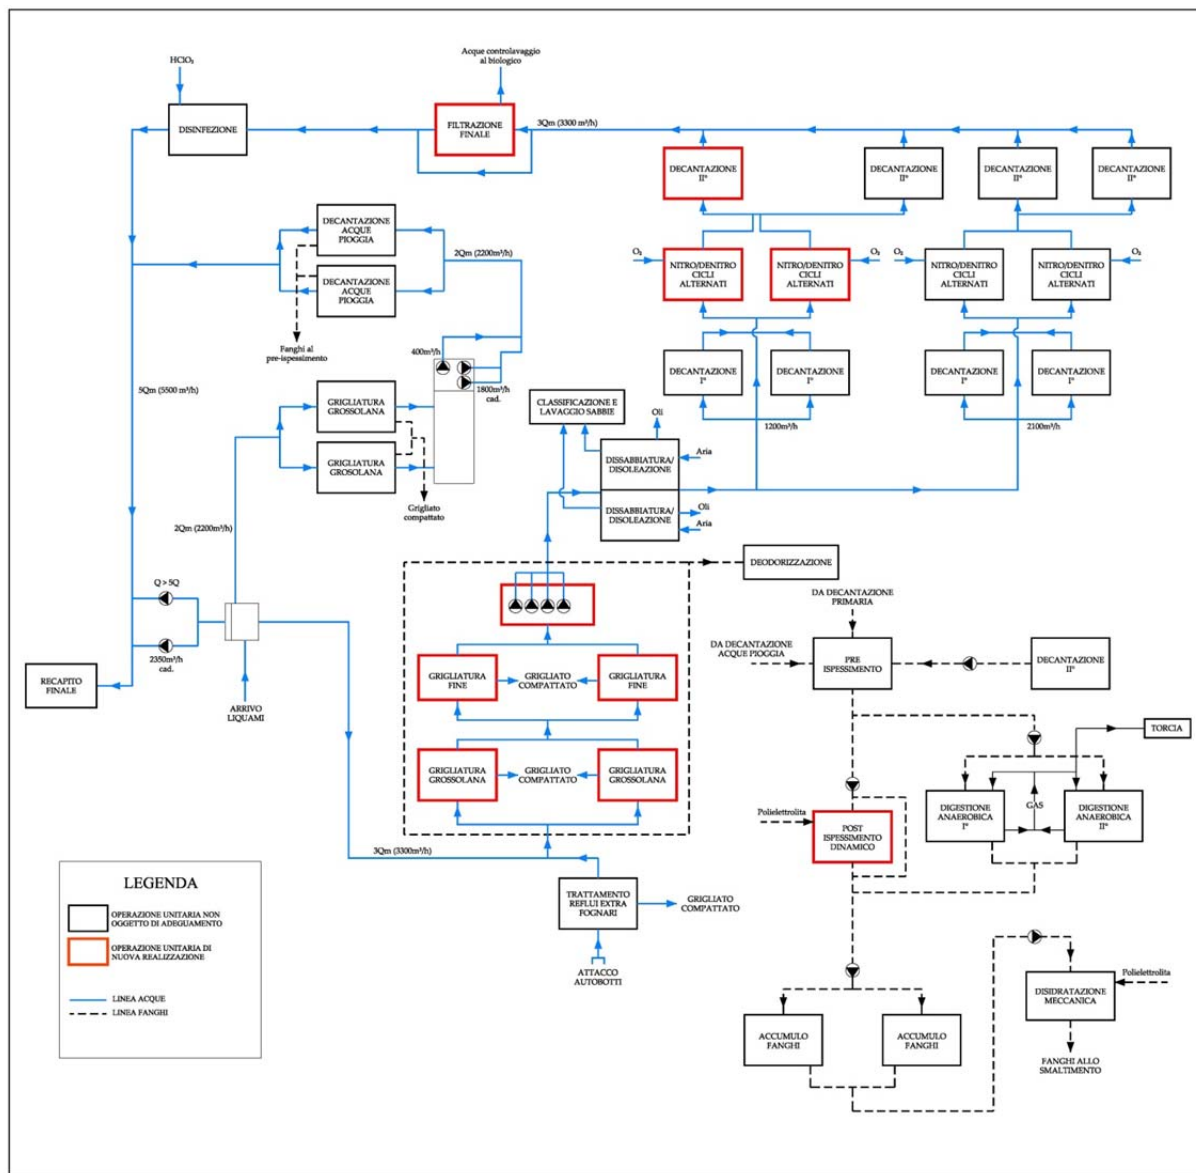 HClO₂
Acque controlavaggio
al biologico
DISINFEZIONE
FILTRAZIONE
FINALE
3Qm (3300 m³/h)
DECANTAZIONE
II°
DECANTAZIONE
II°
DECANTAZIONE
II°
DECANTAZIONE
II°
DECANTAZIONE
ACQUE
PIOGGIA
2Qm (2200m³/h)
DECANTAZIONE
ACQUE
PIOGGIA
O₂
NITRO/DENITRO
CICLI
ALTERNATI
NITRO/DENITRO
CICLI
ALTERNATI
O₂
O₂
NITRO/DENITRO
CICLI
ALTERNATI
NITRO/DENITRO
CICLI
ALTERNATI
O₂
Fanghi al
pre-ispessimento
400m³/h
1800m³/h
cad.
DECANTAZIONE
I°
DECANTAZIONE
I°
DECANTAZIONE
I°
DECANTAZIONE
I°
1200m³/h
2100m³/h
5Qm (5500 m³/h)
GRIGLIATURA
GROSSOLANA
GRIGLIATURA
GROSOLANA
Grigliato
compattato
CLASSIFICAZIONE E
LAVAGGIO SABBIE
Oli
DISSABBIATURA/
DISOLEAZIONE
Aria
DISSABBIATURA/
DISOLEAZIONE
Oli
Aria
2Qm (2200m³/h)
DEODORIZZAZIONE
Q > 5Q
2350m³/h
cad.
RECAPITO
FINALE
ARRIVO
LIQUAMI
GRIGLIATURA
FINE
GRIGLIATO
COMPATTATO
GRIGLIATURA
FINE
GRIGLIATURA
GROSSOLANA
GRIGLIATO
COMPATTATO
GRIGLIATURA
GROSSOLANA
3Qm (3300m³/h)
DA DECANTAZIONE
PRIMARIA
DA DECANTAZIONE
ACQUE PIOGGIA
PRE
ISPESSIMENTO
DECANTAZIONE
II°
TORCIA
DIGESTIONE
ANAEROBICA
I°
GAS
DIGESTIONE
ANAEROBICA
II°
Polielettrolita
POST
ISPESSIMENTO
DINAMICO
TRATTAMENTO
REFLUI EXTRA
FOGNARI
GRIGLIATO
COMPATTATO
ATTACCO
AUTOBOTTI
LEGENDA
OPERAZIONE UNITARIA NON
OGGETTO DI ADEGUAMENTO
OPERAZIONE UNITARIA DI
NUOVA REALIZZAZIONE
LINEA ACQUE
LINEA FANGHI
ACCUMULO
FANGHI
ACCUMULO
FANGHI
DISIDRATAZIONE
MECCANICA
Polielettrolita
FANGHI ALLO
SMALTIMENTO